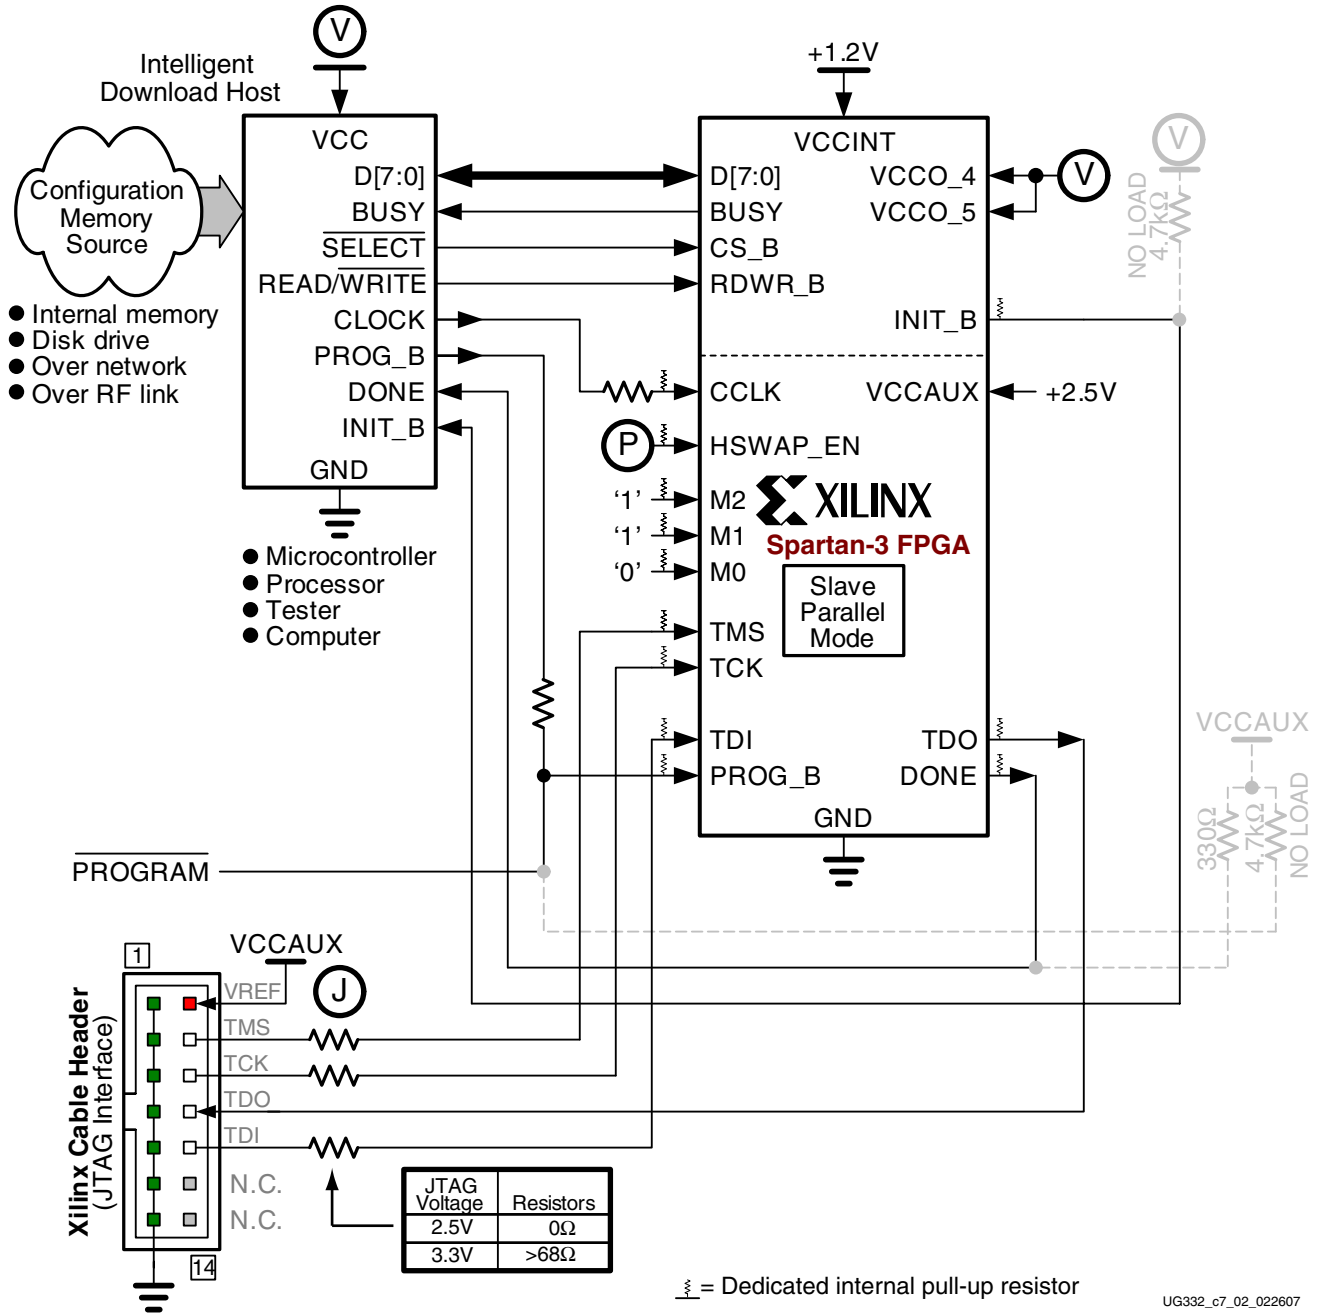 V
+1.2V
Intelligent
Download Host
Configuration
Memory
Source
Internal memory
Disk drive
Over network
Over RF link
VCC
D[7:0]
BUSY
SELECT
READ/WRITE
CLOCK
PROG_B
DONE
INIT_B
GND
Microcontroller
Processor
Tester
Computer
VCCINT
D[7:0]
BUSY
CS_B
RDWR_B
CCLK
HSWAP_EN
M2
M1
M0
TMS
TCK
TDI
PROG_B
GND
VCCO_4
VCCO_5
INIT_B
VCCAUX
TDO
DONE
XILINX
Spartan-3 FPGA
Slave
Parallel
Mode
V
+2.5V
P
‘1’
‘1’
‘0’
V
NO LOAD
4.7kΩ
VCCAUX
330Ω
4.7kΩ
NO LOAD
PROGRAM
1
VCCAUX
J
VREF
TMS
TCK
TDO
TDI
N.C.
N.C.
14
Xilinx Cable Header
(JTAG Interface)
JTAG Voltage Resistors
2.5V 0Ω
3.3V >68Ω
= Dedicated internal pull-up resistor
UG332_c7_02_022607